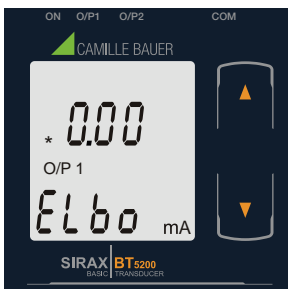 ON O/P1 O/P2 COM
CAMILLE BAUER
* 0.00
O/P 1
ELbo mA
SIRAX BT5200
BASIC TRANSDUCER